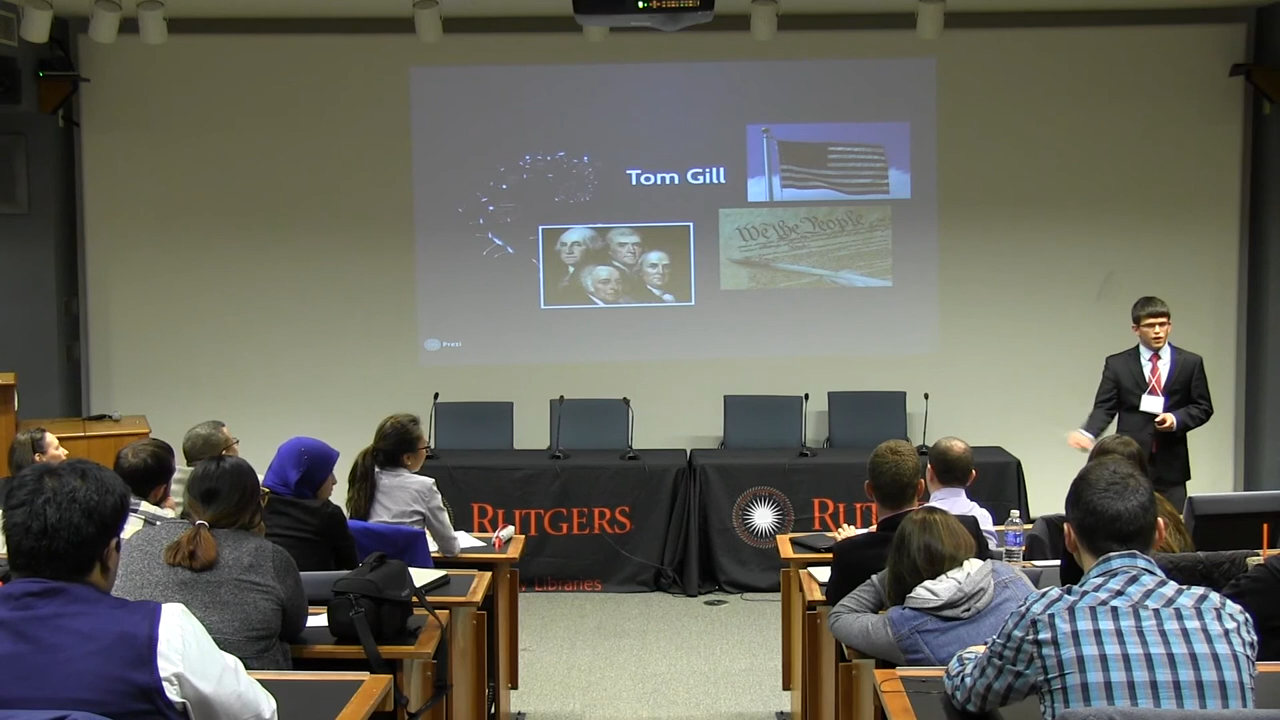 Tom Gill
We the People
Prezi
RUTGERS
RUT
Libraries